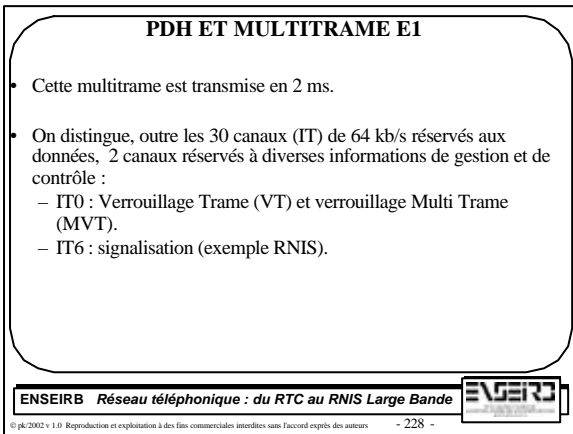 PDH ET MULTITRAME E1
• Cette multitrame est transmise en 2 ms.
• On distingue, outre les 30 canaux (IT) de 64 kb/s réservés aux
données, 2 canaux réservés à diverses informations de gestion et de
contrôle :
– IT0 : Verrouillage Trame (VT) et verrouillage Multi Trame
(MVT).
– IT6 : signalisation (exemple RNIS).
ENSEIRB Réseau téléphonique : du RTC au RNIS Large Bande
ENSEIRB
© pk/2002 v 1.0 Reproduction et exploitation à des fins commerciales interdites sans l'accord exprès des auteurs - 228 -